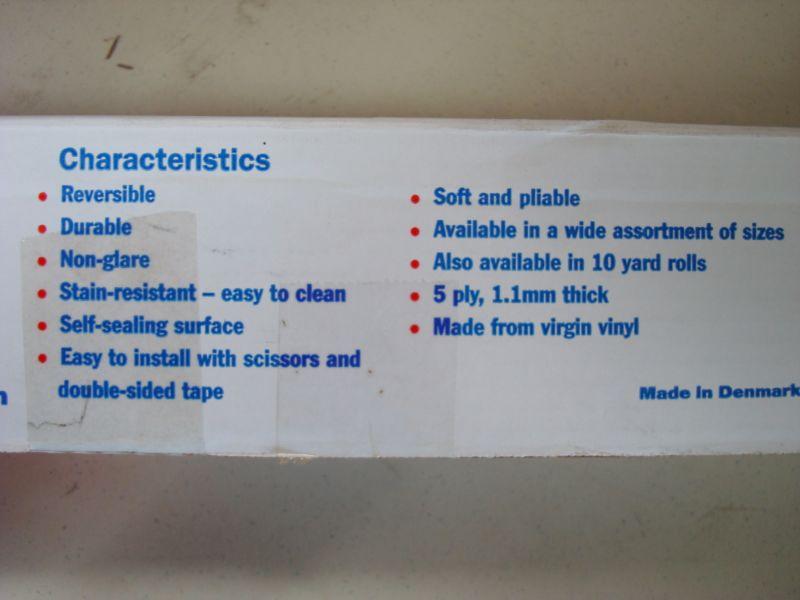 Characteristics
• Reversible
• Durable
• Non-glare
• Stain-resistant – easy to clean
• Self-sealing surface
• Easy to install with scissors and
double-sided tape
• Soft and pliable
• Available in a wide assortment of sizes
• Also available in 10 yard rolls
• 5 ply, 1.1mm thick
• Made from virgin vinyl
Made in Denmark